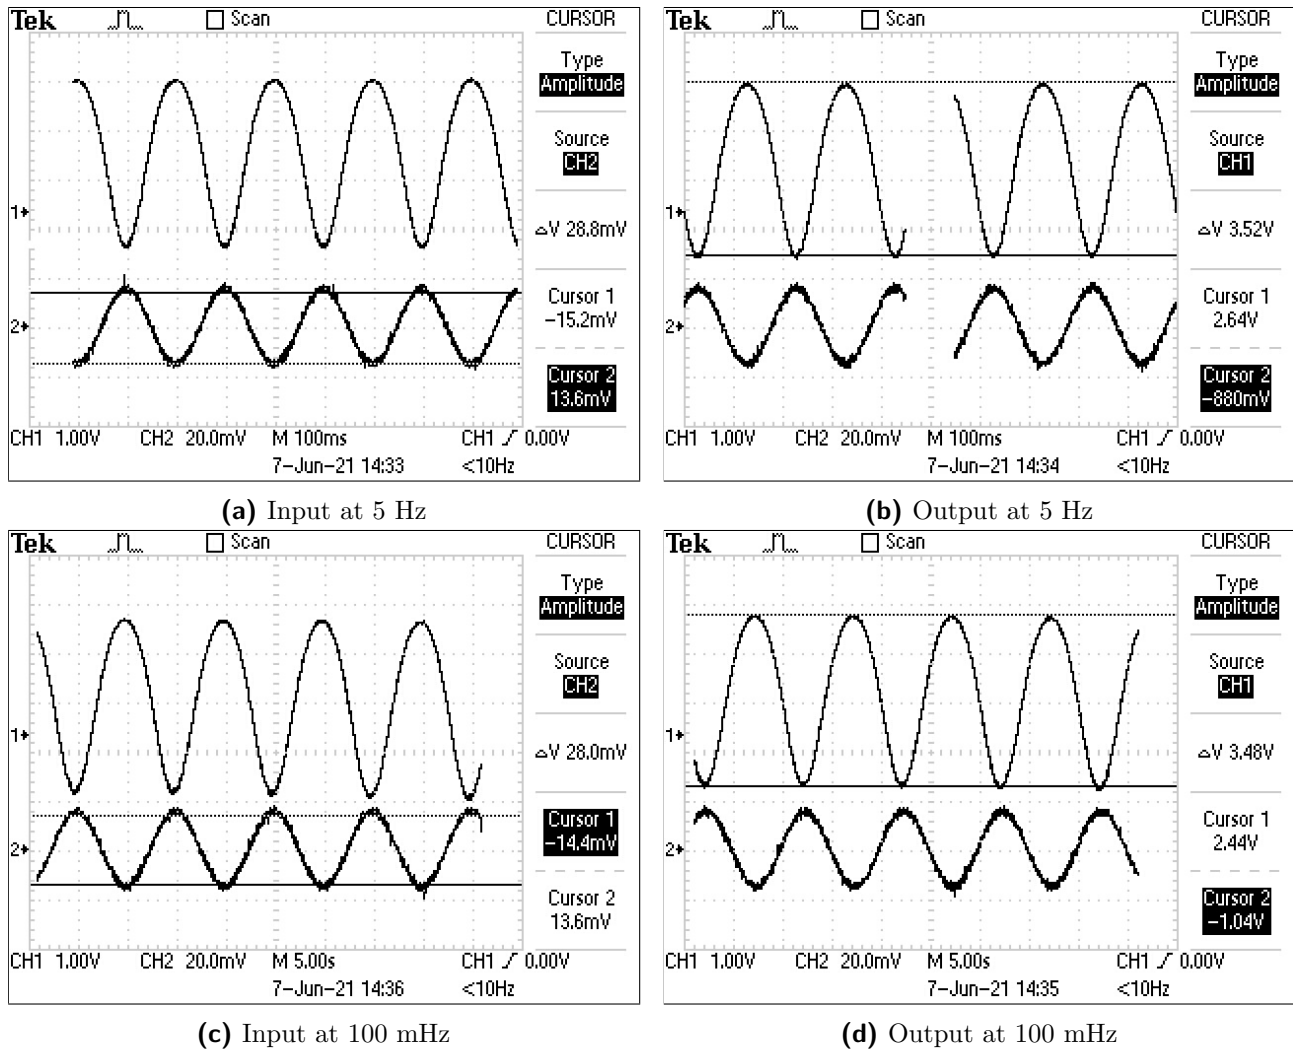 Tek Scan CURSOR
Type
Amplitude
Source
CH2
1
△V 28.8mV
Cursor 1
-15.2mV
2
Cursor 2
13.6mV
CH1 1.00V CH2 20.0mV M 100ms CH1 0.00V
7-Jun-21 14:33 <10Hz
(a) Input at 5 Hz
Tek Scan CURSOR
Type
Amplitude
Source
CH1
1
△V 3.52V
Cursor 1
2.64V
2
Cursor 2
-880mV
CH1 1.00V CH2 20.0mV M 100ms CH1 0.00V
7-Jun-21 14:34 <10Hz
(b) Output at 5 Hz
Tek Scan CURSOR
Type
Amplitude
Source
CH2
1
△V 28.0mV
Cursor 1
-14.4mV
2
Cursor 2
13.6mV
CH1 1.00V CH2 20.0mV M 5.00s CH1 0.00V
7-Jun-21 14:36 <10Hz
(c) Input at 100 mHz
Tek Scan CURSOR
Type
Amplitude
Source
CH1
1
△V 3.48V
Cursor 1
2.44V
2
Cursor 2
-1.04V
CH1 1.00V CH2 20.0mV M 5.00s CH1 0.00V
7-Jun-21 14:35 <10Hz
(d) Output at 100 mHz